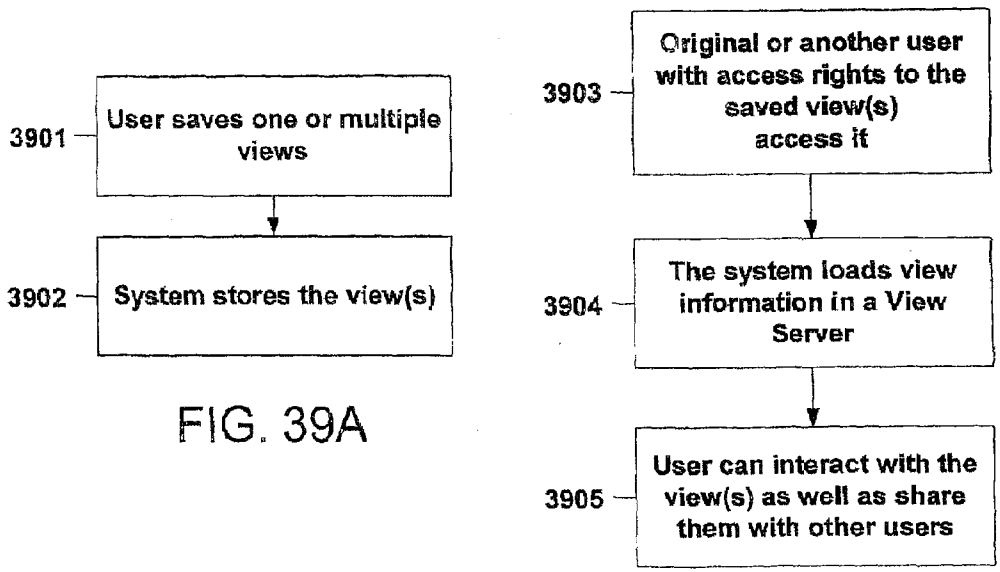 3901
User saves one or multiple
views
3902
System stores the view(s)
FIG. 39A
3903
Original or another user
with access rights to the
saved view(s)
access it
3904
The system loads view
information in a View
Server
3905
User can interact with the
view(s) as well as share
them with other users